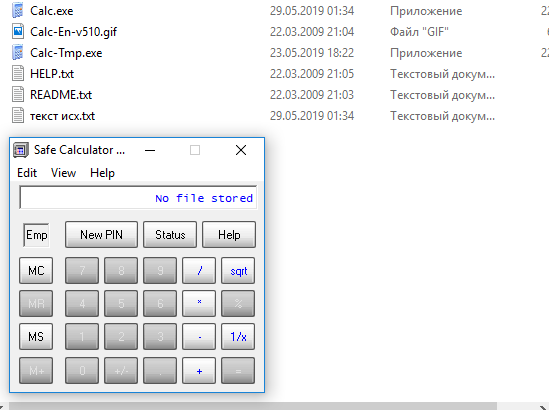 Calc.exe 29.05.2019 01:34 Приложение 22
Calc-En-v510.gif 22.03.2009 21:04 Файл "GIF"
Calc-Tmp.exe 23.05.2019 18:22 Приложение 22
HELP.txt 22.03.2009 21:05 Текстовый докум...
README.txt 22.03.2009 21:03 Текстовый докум...
текст исх.txt 29.05.2019 01:34 Текстовый докум...
Safe Calculator ...
Edit View Help
No file stored
Emp New PIN Status Help
MC 7 8 9 / sqrt
MR 4 5 6 * %
MS 1 2 3 - 1/x
M+ 0 +/- . + =